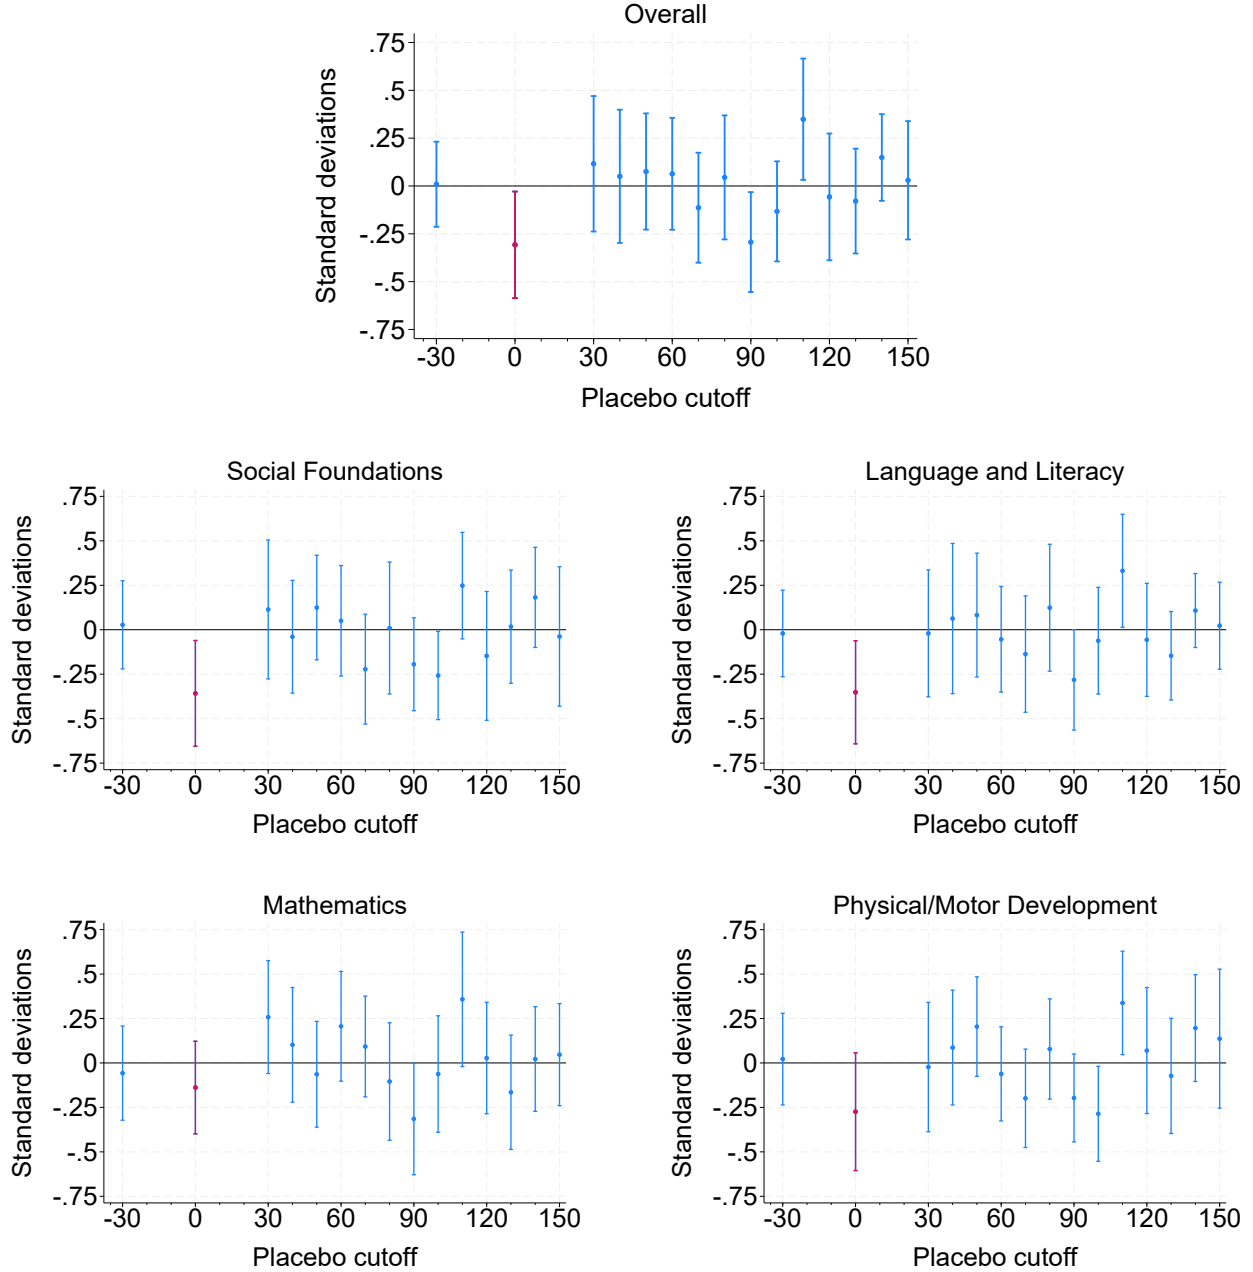 Overall
Standard deviations
.75
.5
.25
0
-.25
-.5
-.75
-30 0 30 60 90 120 150
Placebo cutoff
Social Foundations
Standard deviations
.75
.5
.25
0
-.25
-.5
-.75
-30 0 30 60 90 120 150
Placebo cutoff
Language and Literacy
Standard deviations
.75
.5
.25
0
-.25
-.5
-.75
-30 0 30 60 90 120 150
Placebo cutoff
Mathematics
Standard deviations
.75
.5
.25
0
-.25
-.5
-.75
-30 0 30 60 90 120 150
Placebo cutoff
Physical/Motor Development
Standard deviations
.75
.5
.25
0
-.25
-.5
-.75
-30 0 30 60 90 120 150
Placebo cutoff